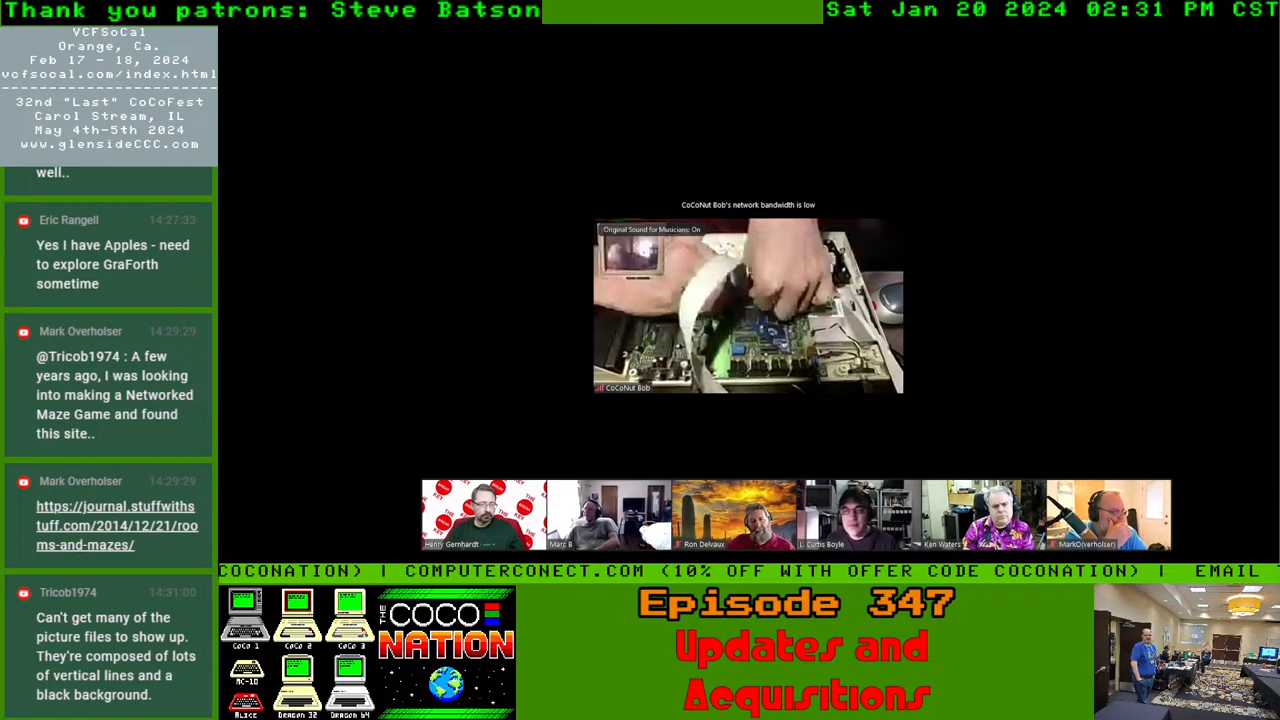 Thank you patrons: Steve Batson
Sat Jan 20 2024 02:31 PM CST
VCFSoCal
Orange, Ca.
Feb 17 - 18, 2024
vcfsocal.com/index.html
32nd "Last" CoCoFest
Carol Stream, IL
May 4th-5th 2024
www.glensideCCC.com
well..
Eric Rangell 14:27:33
Yes I have Apples - need
to explore GraForth
sometime
Mark Overholser 14:29:29
@Tricob1974 : A few
years ago, I was looking
into making a Networked
Maze Game and found
this site..
Mark Overholser 14:29:29
https://journal.stuffwiths
tuff.com/2014/12/21/roo
ms-and-mazes/
Tricob1974 14:31:00
Can't get many of the
picture files to show up.
They're composed of lots
of vertical lines and a
black background.
CoCoNut Bob's network bandwidth is low
Original Sound for Musicians: On
CoCoNut Bob
Henry Gernhardt
Marc B
Ron Delvaux
L. Curtis Boyle
Ken Waters
MarkO(verholser)
COCONATION) | COMPUTERCONECT.COM (10% OFF WITH OFFER CODE COCONATION) | EMAIL
CoCo 1
CoCo 2
CoCo 3
MC-10
Alice
Dragon 32
Dragon 64
THE COCO
NATION
Episode 347
Updates and
Acquisitions